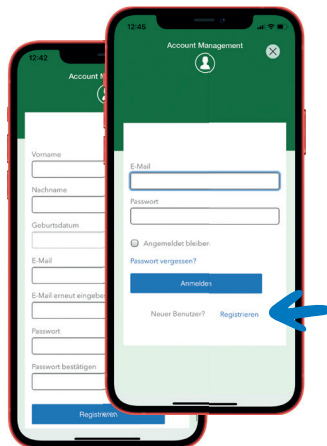 12:42
Account
Vorname
Nachname
Geburtsdatum
E-Mail
E-Mail erneut eingeben
Passwort
Passwort bestätigen
Registrieren
12:45
Account Management
E-Mail
Passwort
Angemeldet bleiben
Passwort vergessen?
Anmelden
Neuer Benutzer? Registrieren